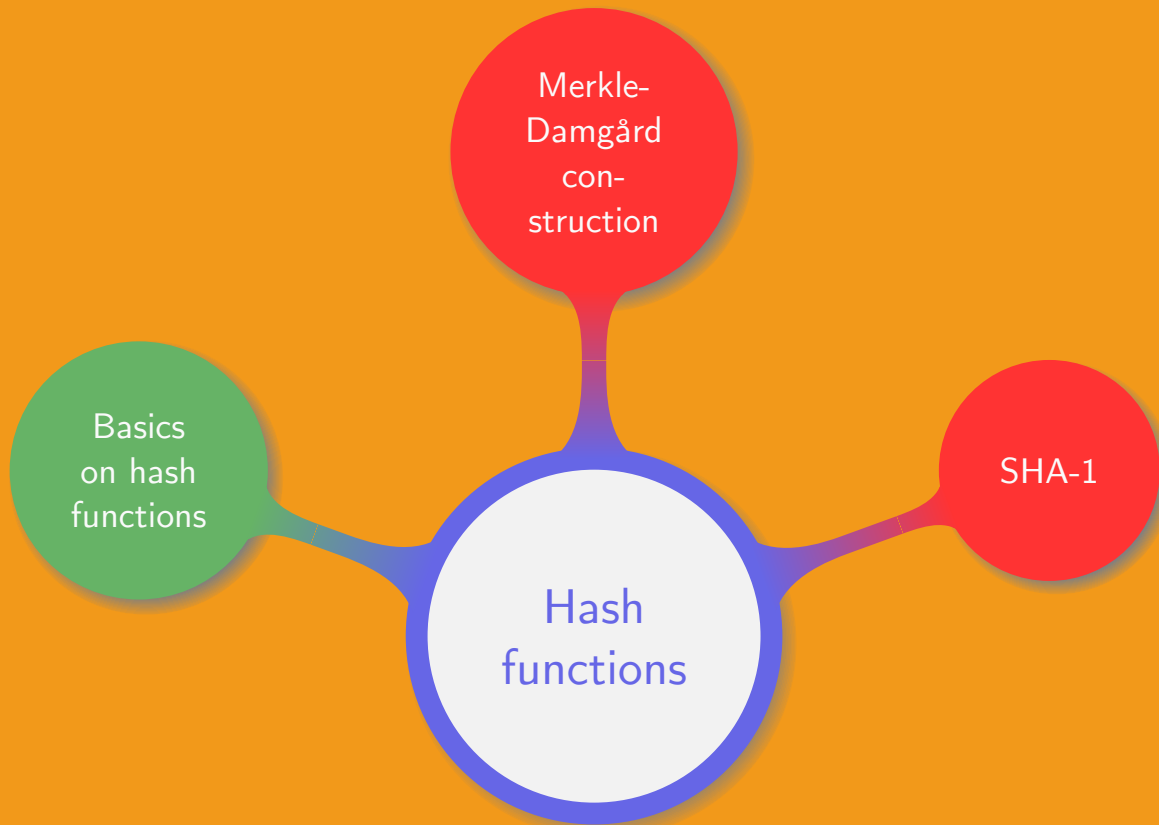 Merkle-
Damgård
con-
struction
Basics
on hash
functions
SHA-1
Hash
functions